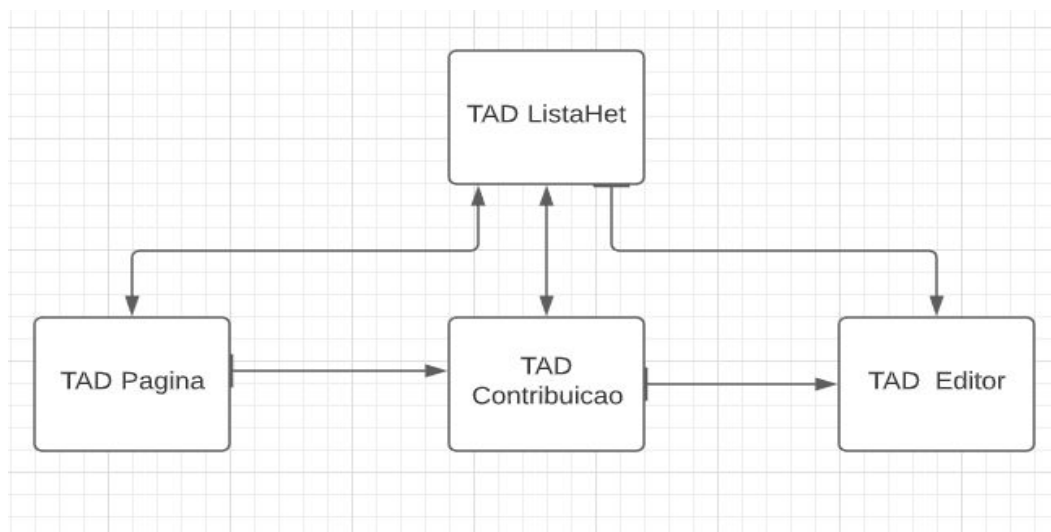 TAD ListaHet
TAD Pagina
TAD
Contribuicao
TAD Editor